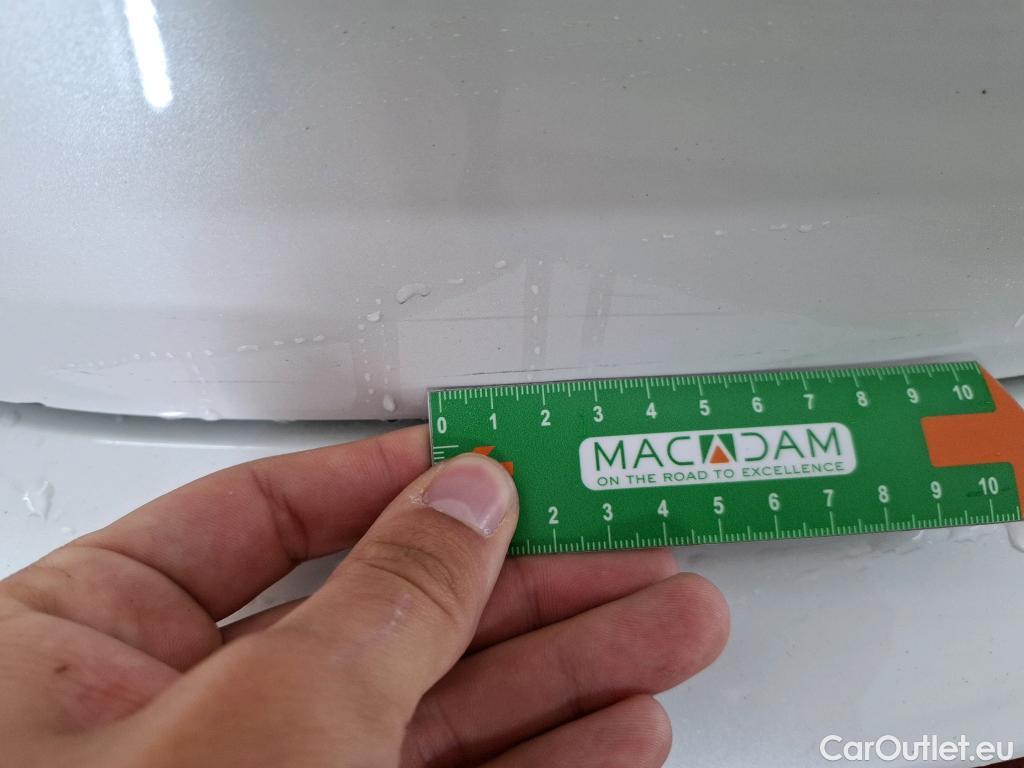 0 1 2 3 4 5 6 7 8 9 10
MACADAM
ON THE ROAD TO EXCELLENCE
2 3 4 5 6 7 8 9 10
CarOutlet.eu